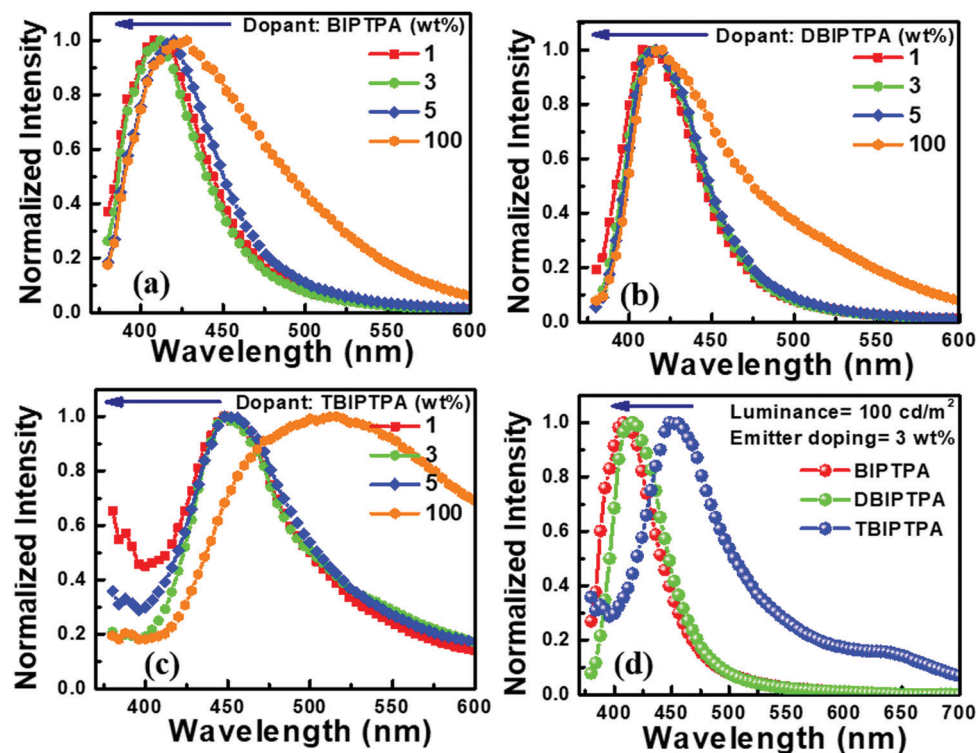 Dopant: BIPTPA (wt%)
1
3
5
100
1.0
0.8
0.6
0.4
0.2
0.0
Normalized Intensity
(a)
400
450
500
550
600
Wavelength (nm)
Dopant: DBIPTPA (wt%)
1
3
5
100
1.0
0.8
0.6
0.4
0.2
0.0
Normalized Intensity
(b)
400
450
500
550
600
Wavelength (nm)
Dopant: TBIPTPA (wt%)
1
3
5
100
1.0
0.8
0.6
0.4
0.2
0.0
Normalized Intensity
(c)
400
450
500
550
600
Wavelength (nm)
Luminance= 100 cd/m²
Emitter doping= 3 wt%
BIPTPA
DBIPTPA
TBIPTPA
1.0
0.8
0.6
0.4
0.2
0.0
Normalized Intensity
(d)
400
450
500
550
600
650
700
Wavelength (nm)